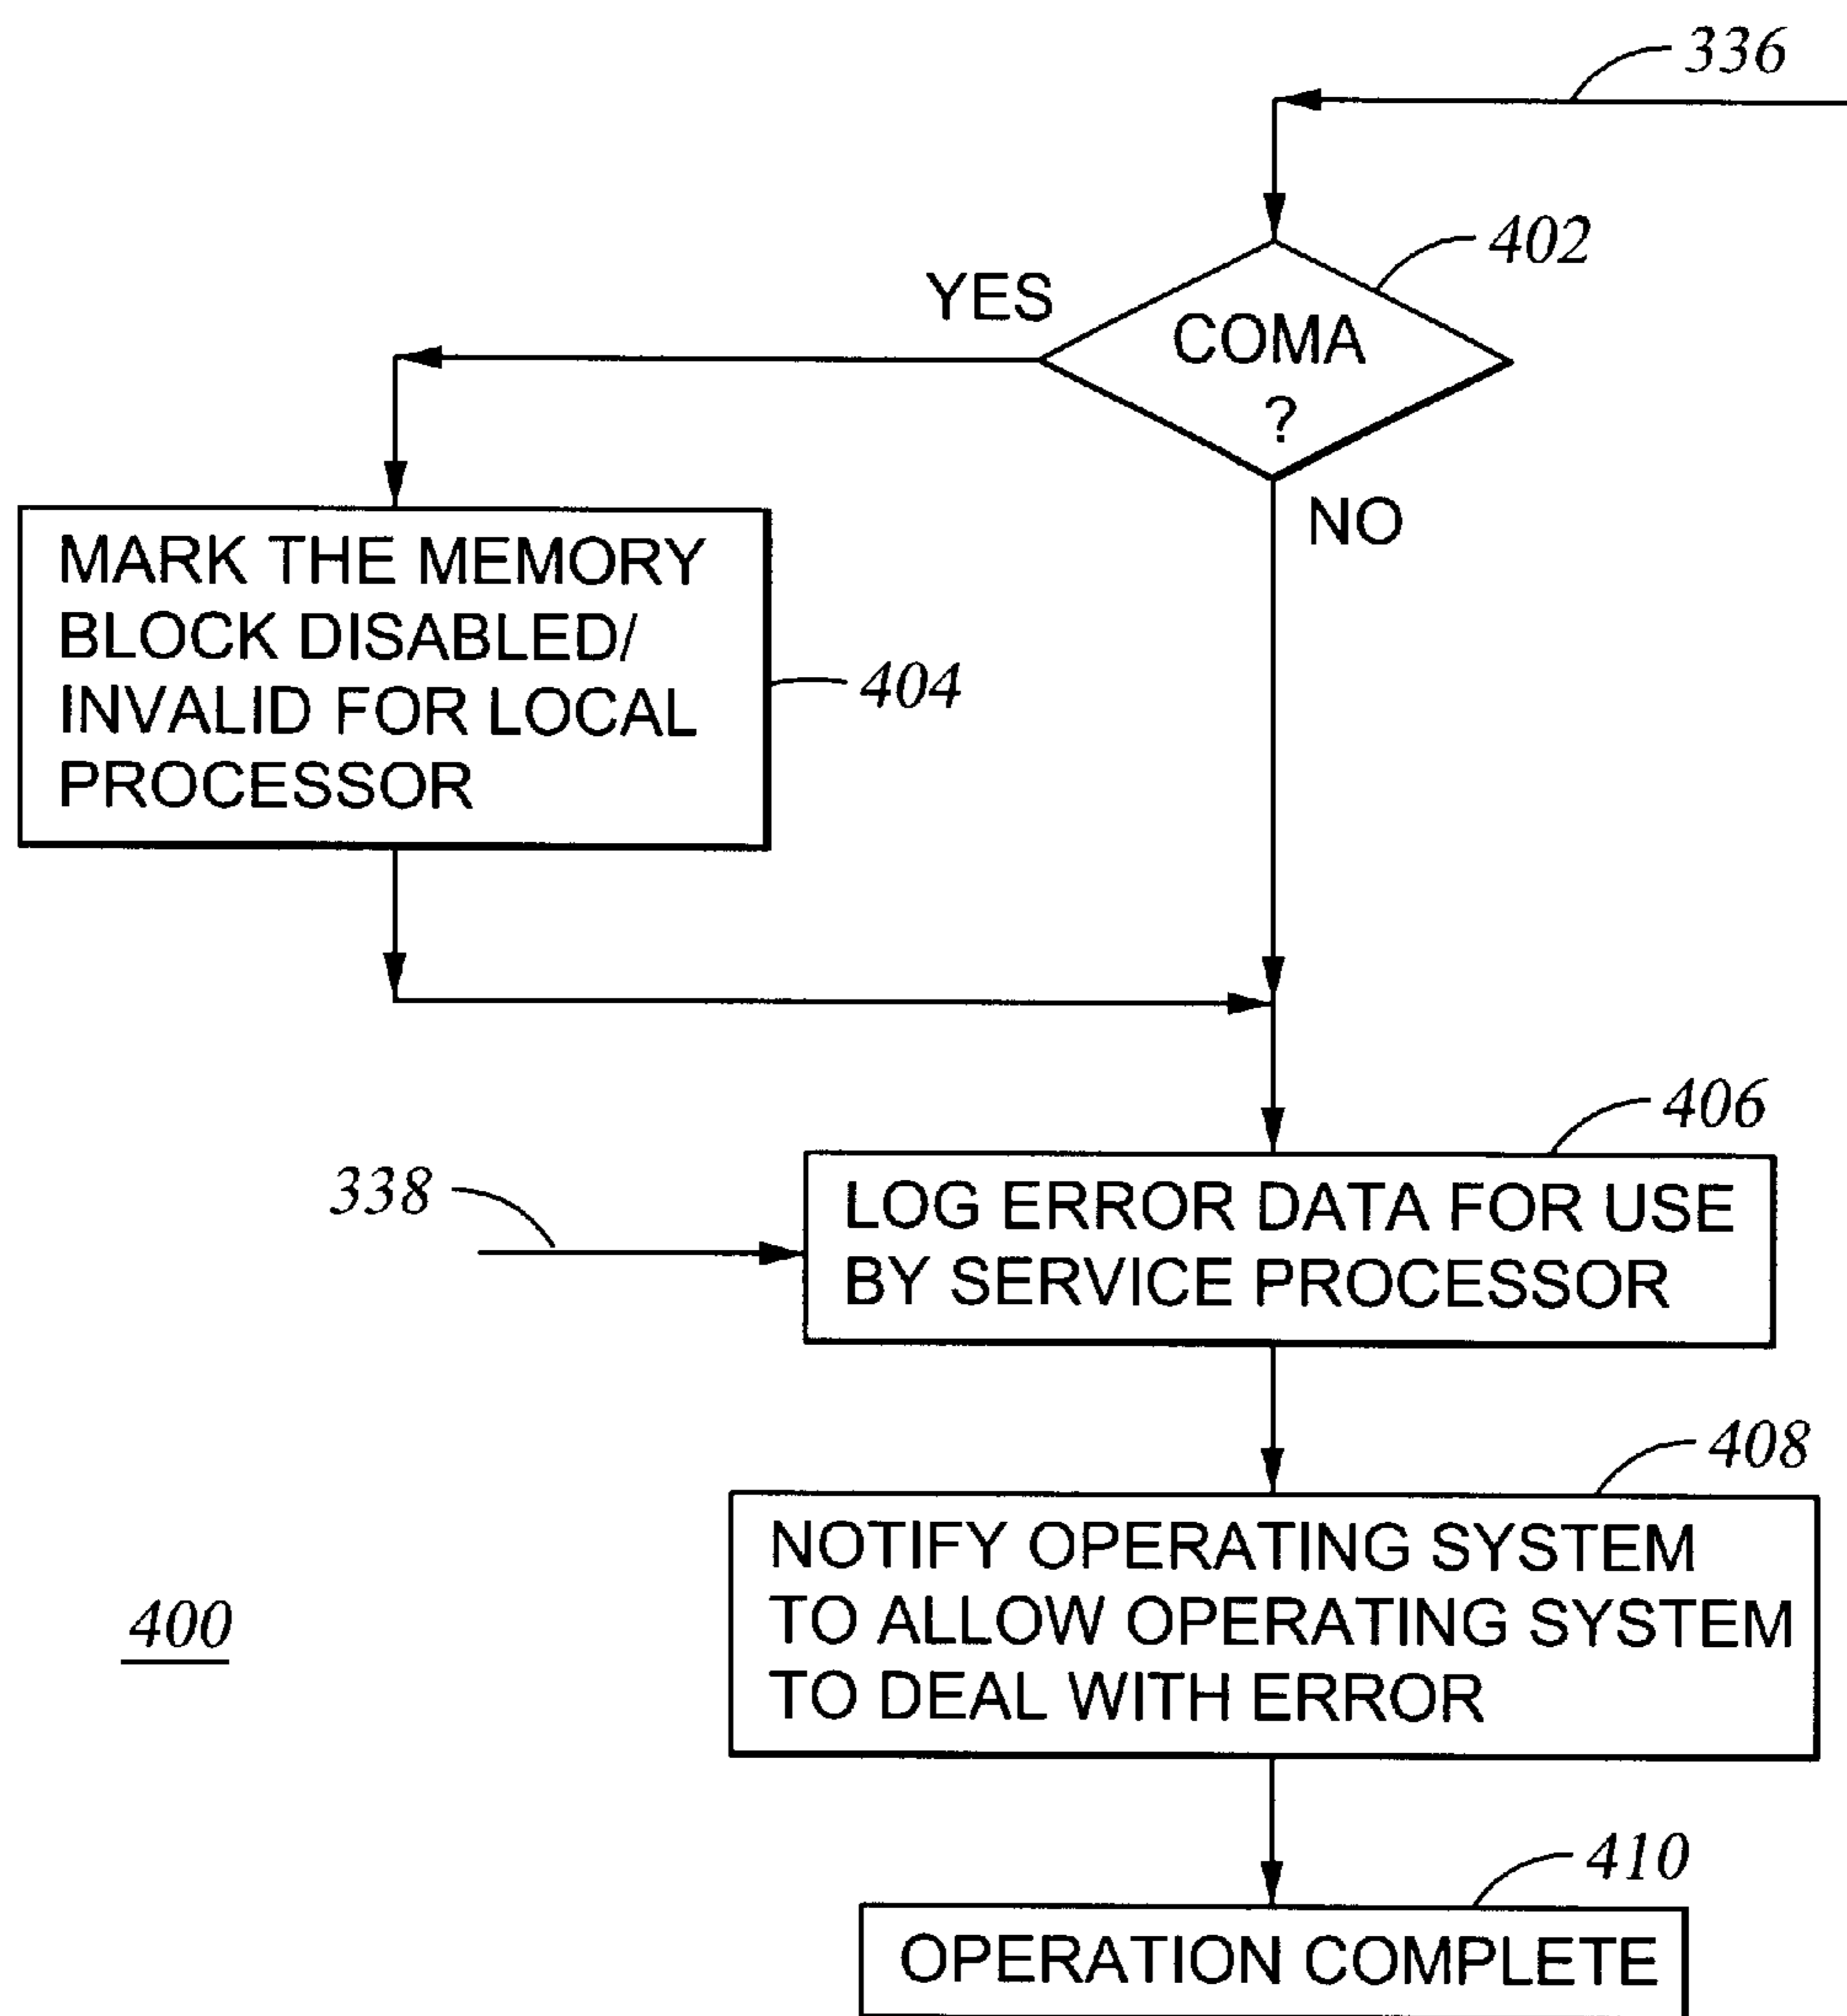 336
402
YES
COMA
?
NO
MARK THE MEMORY
BLOCK DISABLED/
INVALID FOR LOCAL
PROCESSOR
404
406
338
LOG ERROR DATA FOR USE
BY SERVICE PROCESSOR
408
NOTIFY OPERATING SYSTEM
TO ALLOW OPERATING SYSTEM
TO DEAL WITH ERROR
400
410
OPERATION COMPLETE